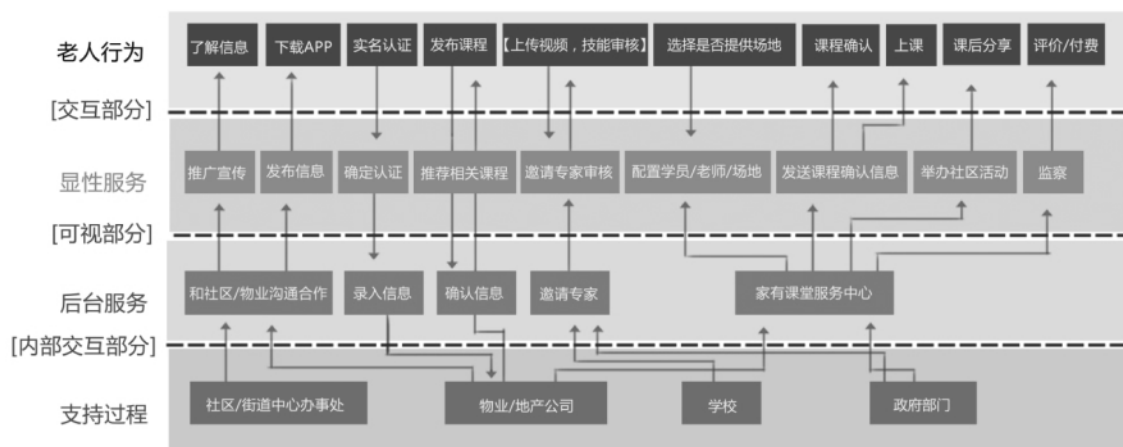 老人行为
了解信息
下载APP
实名认证
发布课程
【上传视频，技能审核】
选择是否提供场地
课程确认
上课
课后分享
评价/付费
[交互部分]
显性服务
推广宣传
发布信息
确定认证
推荐相关课程
邀请专家审核
配置学员/老师/场地
发送课程确认信息
举办社区活动
监察
[可视部分]
后台服务
和社区/物业沟通合作
录入信息
确认信息
邀请专家
家有课堂服务中心
[内部交互部分]
支持过程
社区/街道中心办事处
物业/地产公司
学校
政府部门